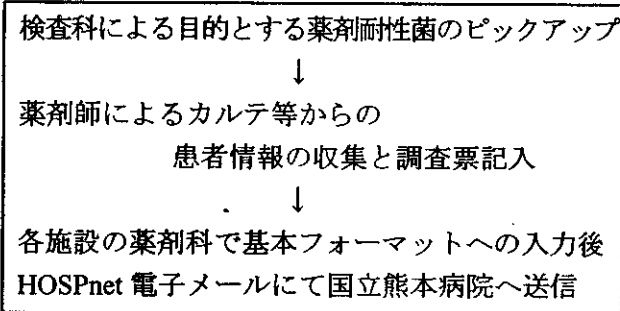 検査科による目的とする薬剤耐性菌のピックアップ
↓
薬剤師によるカルテ等からの
患者情報の収集と調査票記入
↓
各施設の薬剤科で基本フォーマットへの入力後
HOSPnet 電子メールにて国立熊本病院へ送信